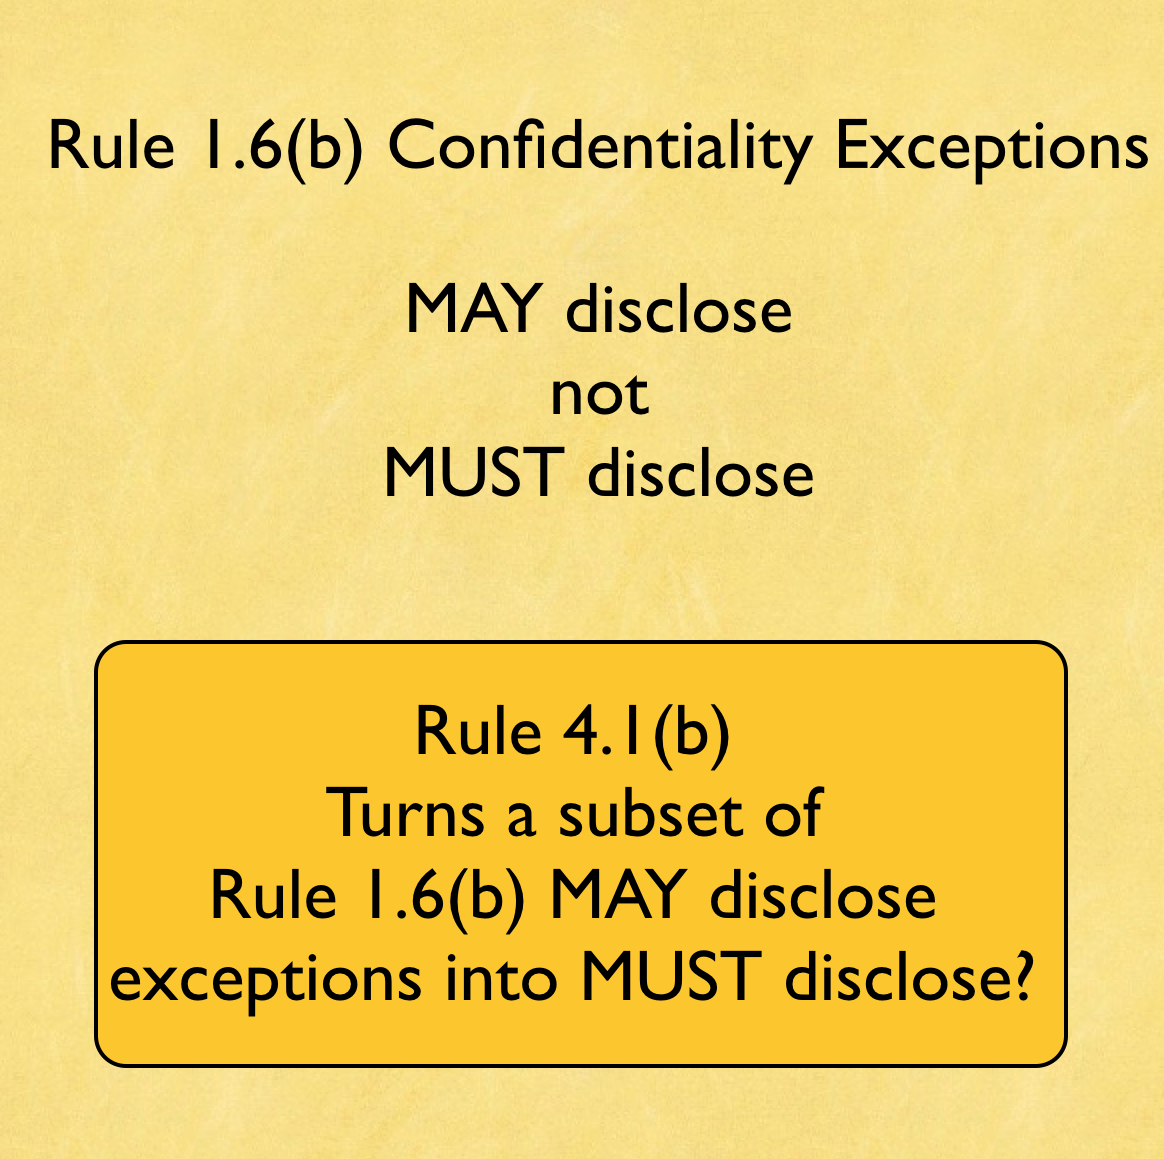 Rule 1.6(b) Confidentiality Exceptions
MAY disclose
not
MUST disclose
Rule 4.1(b)
Turns a subset of
Rule 1.6(b) MAY disclose
exceptions into MUST disclose?